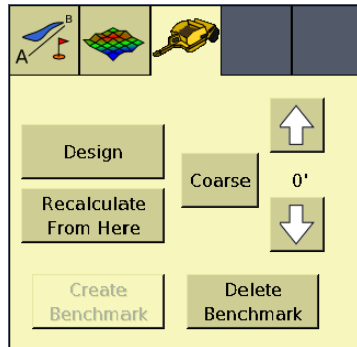 A B
Design
Coarse
0'
Recalculate
From Here
Create
Benchmark
Delete
Benchmark